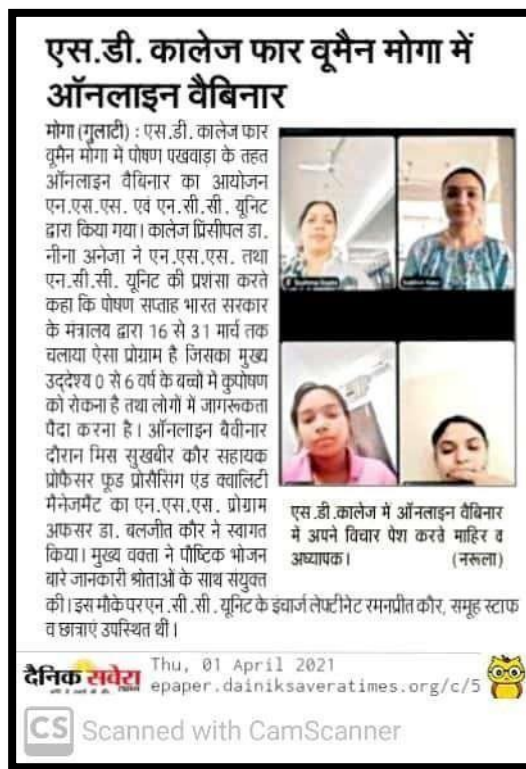 एस.डी. कालेज फार वूमैन मोगा में
ऑनलाइन वैबिनार
मोगा (गुलाटी) : एस.डी. कालेज फार
वूमैन मोगा में पोषण पखवाड़ा के तहत
ऑनलाइन वैबिनार का आयोजन
एन.एस.एस. एवं एन.सी.सी. यूनिट
द्वारा किया गया। कालेज प्रिंसीपल डा.
नीना अनेजा ने एन.एस.एस. तथा
एन.सी.सी. यूनिट की प्रशंसा करते
कहा कि पोषण सप्ताह भारत सरकार
के मंत्रालय द्वारा 16 से 31 मार्च तक
चलाया ऐसा प्रोग्राम है जिसका मुख्य
उद्देश्य 0 से 6 वर्ष के बच्चों में कुपोषण
को रोकना है तथा लोगों में जागरूकता
पैदा करना है। ऑनलाइन वैवीनार
दौरान मिस सुखबीर कौर सहायक
प्रोफैसर फूड प्रोसैसिंग एंड क्वालिटी
मैनेजमैंट का एन.एस.एस. प्रोग्राम
अफसर डा. बलजीत कौर ने स्वागत
किया। मुख्य वक्ता ने पौष्टिक भोजन
बारे जानकारी श्रोताओं के साथ संयुक्त
की। इस मौके पर एन.सी.सी. यूनिट के इंचार्ज लेफ्टीनेंट रमनप्रीत कौर, समूह स्टाफ
व छात्राएं उपस्थित थीं।
एस.डी.कालेज में ऑनलाइन वैबिनार
में अपने विचार पेश करते माहिर व
अध्यापक। (नरूला)
दैनिक सवेरा
Thu, 01 April 2021
epaper.dainiksaveratimes.org/c/5
CS Scanned with CamScanner